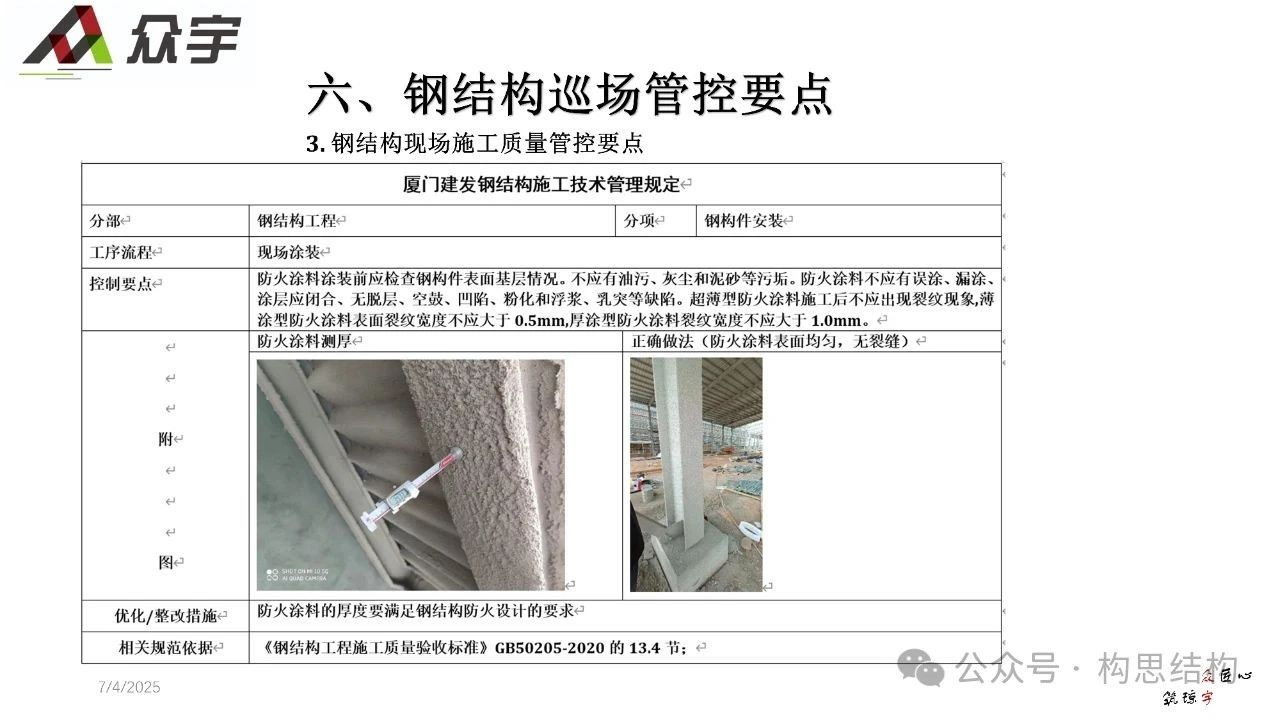 众宇
六、钢结构巡场管控要点
3. 钢结构现场施工质量管控要点
厦门建发钢结构施工技术管理规定
分部
钢结构工程
分项
钢构件安装
工序流程
现场涂装
控制要点
防火涂料涂装前应检查钢构件表面基层情况。不应有油污、灰尘和泥砂等污垢。防火涂料不应有误涂、漏涂、
涂层应闭合、无脱层、空鼓、凹陷、粉化和浮浆、乳突等缺陷。超薄型防火涂料施工后不应出现裂纹现象,薄
涂型防火涂料表面裂纹宽度不应大于 0.5mm,厚涂型防火涂料裂纹宽度不应大于 1.0mm。
附
图
防火涂料测厚
正确做法（防火涂料表面均匀，无裂缝）
SHOT ON MI 10 5G
AI QUAD CAMERA
优化/整改措施
防火涂料的厚度要满足钢结构防火设计的要求
相关规范依据
《钢结构工程施工质量验收标准》GB50205-2020 的 13.4 节；
7/4/2025
公众号 · 构思结构
众匠心
筑琼宇